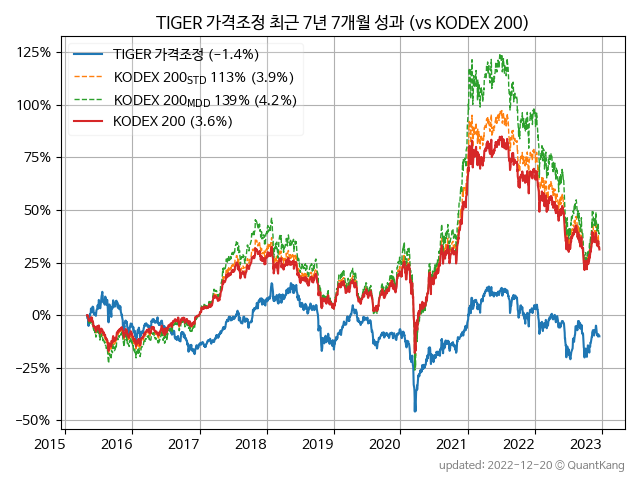 TIGER 가격조정 최근 7년 7개월 성과 (vs KODEX 200)
TIGER 가격조정 (−1.4%)
KODEX 200STD 113% (3.9%)
KODEX 200MDD 139% (4.2%)
KODEX 200 (3.6%)
125%
100%
75%
50%
25%
0%
−25%
−50%
2015 2016 2017 2018 2019 2020 2021 2022 2023
updated: 2022-12-20 © QuantKang